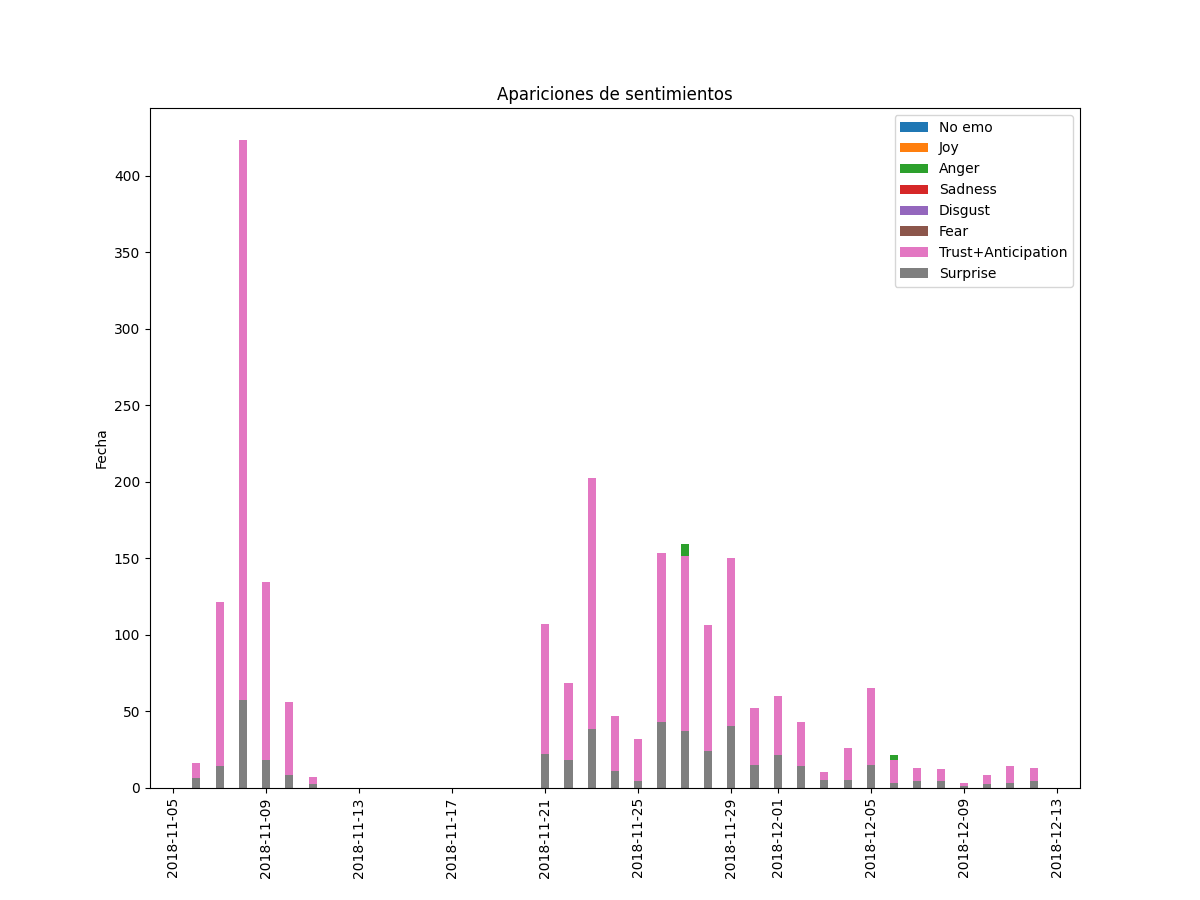 Apariciones de sentimientos
No emo
Joy
Anger
Sadness
Disgust
Fear
Trust+Anticipation
Surprise
Fecha
400
350
300
250
200
150
100
50
0
2018-11-05
2018-11-09
2018-11-13
2018-11-17
2018-11-21
2018-11-25
2018-11-29
2018-12-01
2018-12-05
2018-12-09
2018-12-13